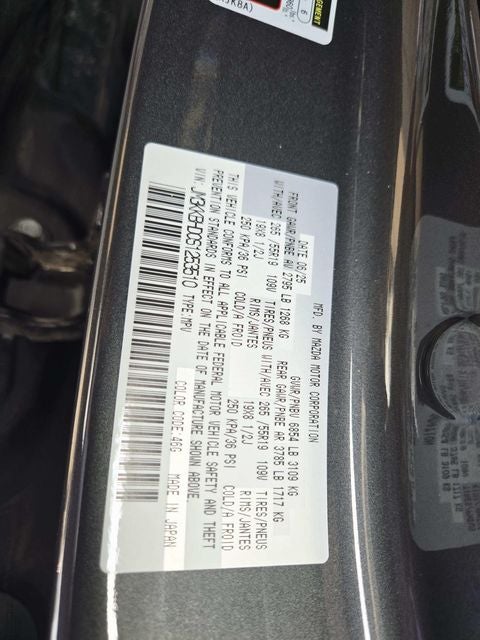 MFD. BY MAZDA MOTOR CORPORATION
DATE 06/25 GVWR/PNBV 6854 LB 3109 KG
FRONT GAWR/PNBE AV 2795 LB 1268 KG REAR GAWR/PNBE AR 3785 LB 1717 KG
WITH/AVEC 265/55R19 109V TIRES/PNEUS WITH/AVEC 265/55R19 109V TIRES/PNEUS
19X8 1/2J RIMS/JANTES 19X8 1/2J RIMS/JANTES
250 KPA/36 PSI COLD/A FROID 250 KPA/36 PSI COLD/A FROID
THIS VEHICLE CONFORMS TO ALL APPLICABLE FEDERAL MOTOR VEHICLE SAFETY AND THEFT
PREVENTION STANDARDS IN EFFECT ON THE DATE OF MANUFACTURE SHOWN ABOVE.
VIN: TYPE:MPV COLOR CODE:46G MADE IN JAPAN